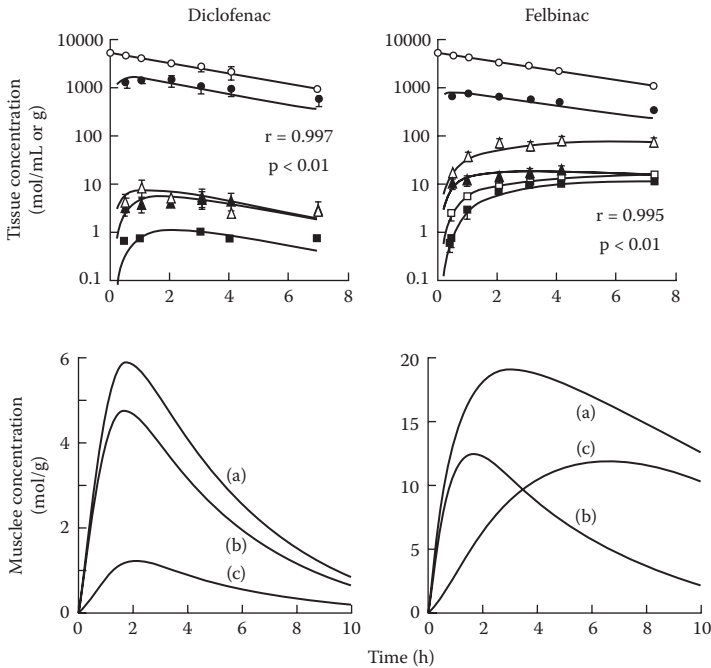 Diclofenac
Felbinac
Tissue concentration
(mol/mL or g)
10000
1000
100
10
1
0.1
r = 0.997
p < 0.01
0 2 4 6 8
10000
1000
100
10
1
0.1
r = 0.995
p < 0.01
0 2 4 6 8
Musclee concentration
(mol/g)
6
4
2
0
(a)
(b)
(c)
0 2 4 6 8 10
20
15
10
5
0
(a)
(c)
(b)
0 2 4 6 8 10
Time (h)